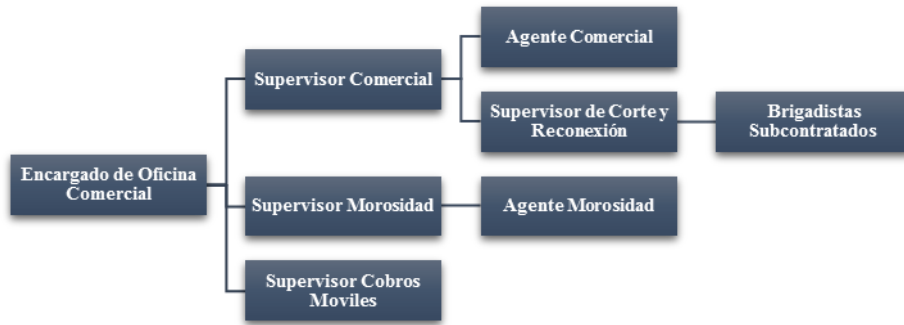 Agente Comercial
Supervisor Comercial
Supervisor de Corte y
Reconexión
Brigadistas
Subcontratados
Encargado de Oficina
Comercial
Supervisor Morosidad
Agente Morosidad
Supervisor Cobros
Moviles